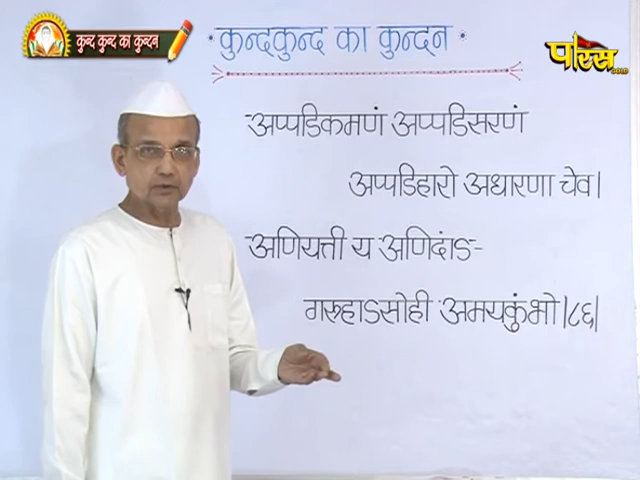 कुन्द कुन्द का कुन्दन
पारस
कुन्दकुन्द का कुन्दन
अप्पडिकमणं अप्पडिसरणं
अप्पडिहारो अधारणा चेव।
अणियत्ती य अणिदांऽ-
गरुहाऽसोही अमयकुंभो।८६।